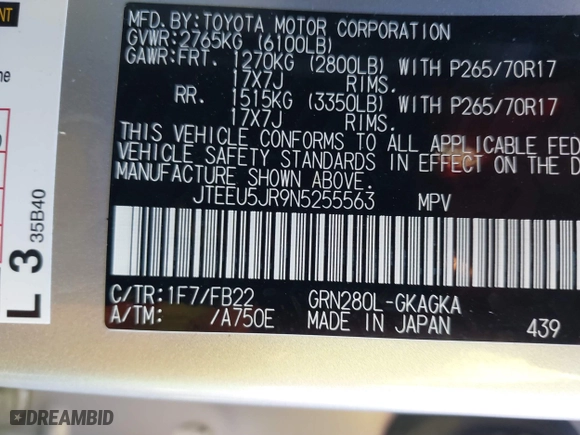 MFD. BY: TOYOTA MOTOR CORPORATION
GVWR: 2765KG (6100LB)
GAWR: FRT. 1270KG (2800LB) WITH P265/70R17
17X7J RIMS.
RR. 1515KG (3350LB) WITH P265/70R17
17X7J RIMS.
THIS VEHICLE CONFORMS TO ALL APPLICABLE FED
VEHICLE SAFETY STANDARDS IN EFFECT ON THE D
MANUFACTURE SHOWN ABOVE.
JTEEU5JR9N5255563 MPV
C/TR: 1F7/FB22 GRN280L-GKAGKA
A/TM: /A750E MADE IN JAPAN 439
L 3 35B40
DREAMBID